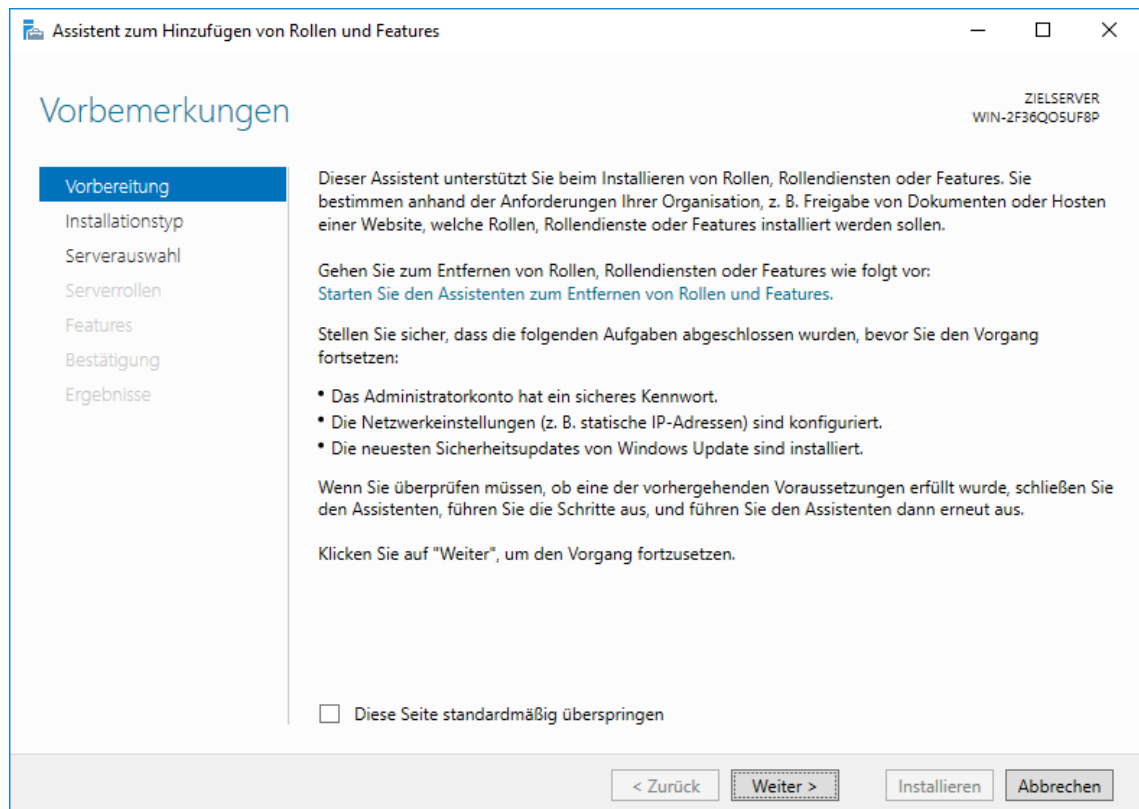 Assistent zum Hinzufügen von Rollen und Features
Vorbemerkungen
ZIELSERVER
WIN-2F36QO5UF8P
Vorbereitung
Installationstyp
Serverauswahl
Serverrollen
Features
Bestätigung
Ergebnisse
Dieser Assistent unterstützt Sie beim Installieren von Rollen, Rollendiensten oder Features. Sie
bestimmen anhand der Anforderungen Ihrer Organisation, z. B. Freigabe von Dokumenten oder Hosten
einer Website, welche Rollen, Rollendienste oder Features installiert werden sollen.
Gehen Sie zum Entfernen von Rollen, Rollendiensten oder Features wie folgt vor:
Starten Sie den Assistenten zum Entfernen von Rollen und Features.
Stellen Sie sicher, dass die folgenden Aufgaben abgeschlossen wurden, bevor Sie den Vorgang
fortsetzen:
• Das Administratorkonto hat ein sicheres Kennwort.
• Die Netzwerkeinstellungen (z. B. statische IP-Adressen) sind konfiguriert.
• Die neuesten Sicherheitsupdates von Windows Update sind installiert.
Wenn Sie überprüfen müssen, ob eine der vorhergehenden Voraussetzungen erfüllt wurde, schließen Sie
den Assistenten, führen Sie die Schritte aus, und führen Sie den Assistenten dann erneut aus.
Klicken Sie auf "Weiter", um den Vorgang fortzusetzen.
Diese Seite standardmäßig überspringen
< Zurück
Weiter >
Installieren
Abbrechen